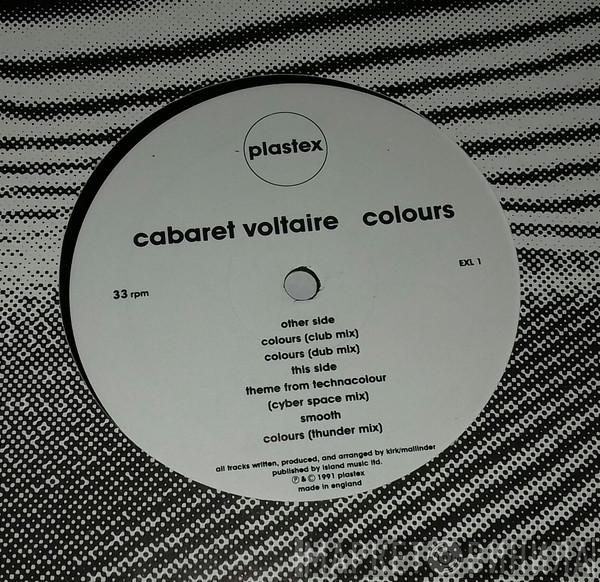 plastex
cabaret voltaire colours
33 rpm
EXL 1
other side
colours (club mix)
colours (dub mix)
this side
theme from technacolour
(cyber space mix)
smooth
colours (thunder mix)
all tracks written, produced, and arranged by kirk/mallinder
published by island music ltd.
℗ & © 1991 plastex
made in england